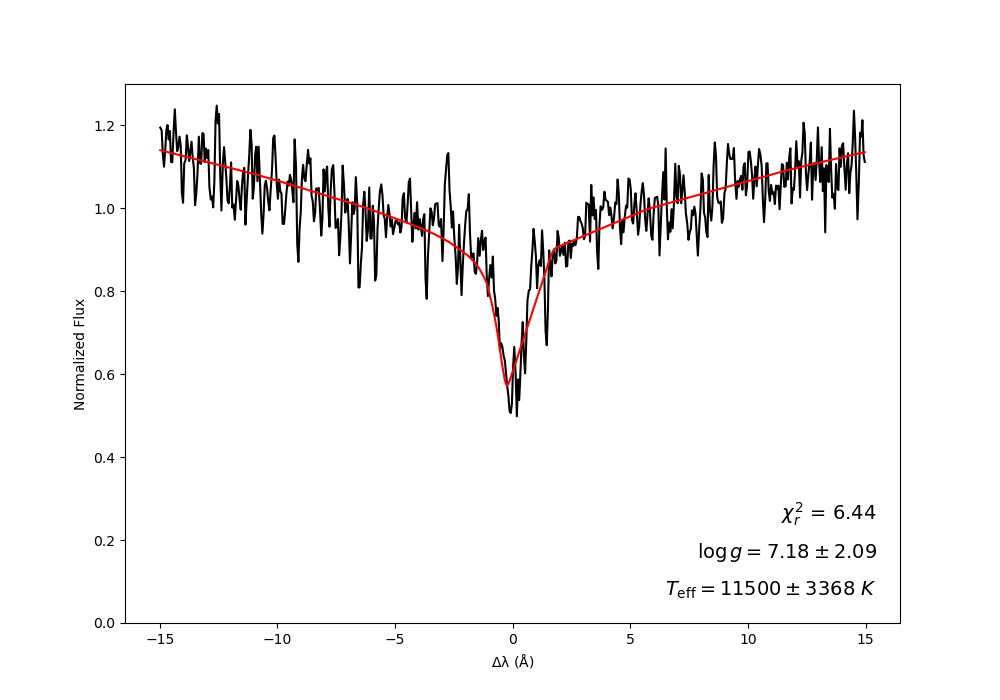 1.2
1.0
0.8
0.6
0.4
0.2
0.0
Normalized Flux
χ²ᵣ = 6.44
log g = 7.18 ± 2.09
T_eff = 11500 ± 3368 K
−15 −10 −5 0 5 10 15
Δλ (Å)